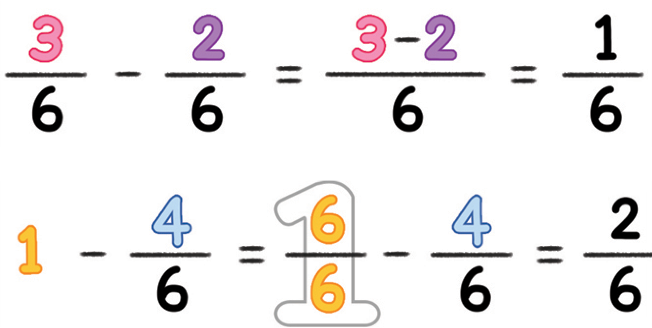 3/6 - 2/6 = 3-2/6 = 1/6
1 - 4/6 = 6/6 - 4/6 = 2/6